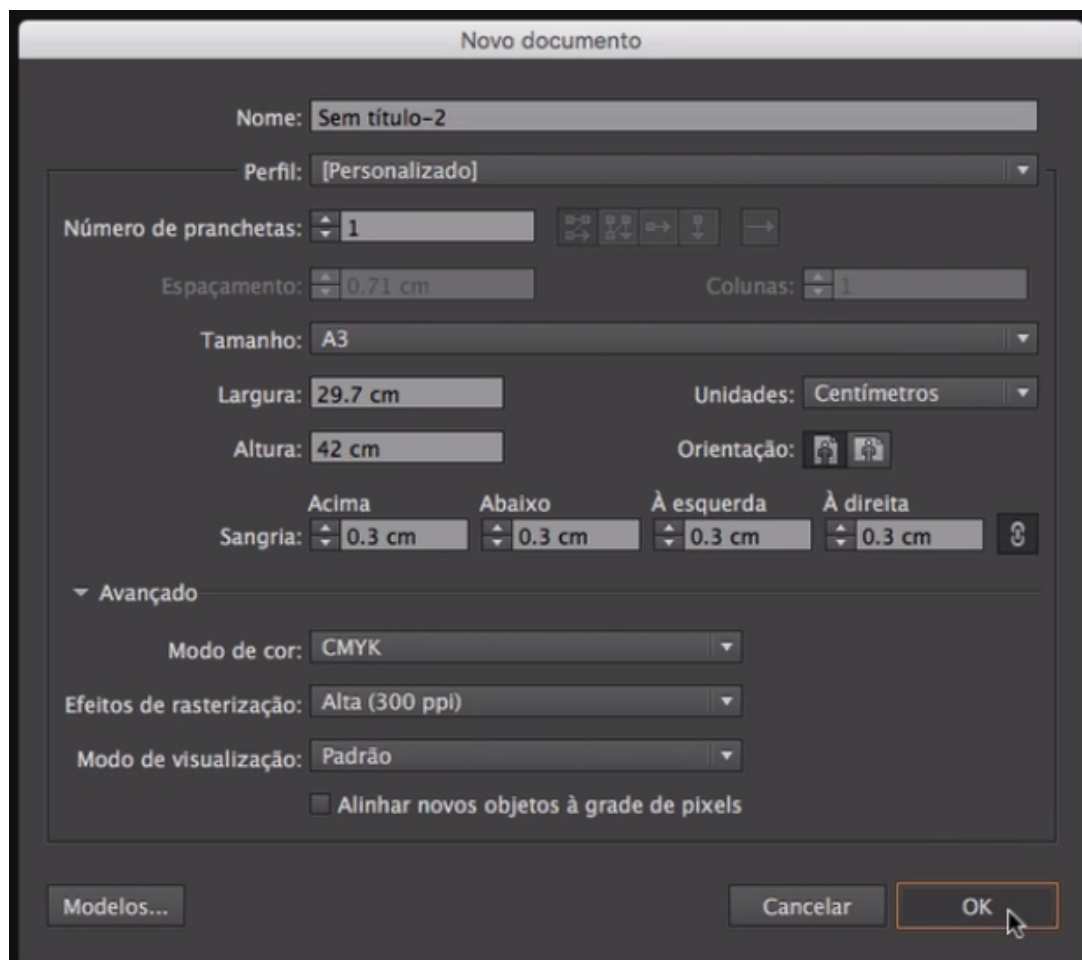 Novo documento
Nome: Sem título-2
Perfil: [Personalizado]
Número de pranchetas: 1
Espaçamento: 0.71 cm Colunas: 1
Tamanho: A3
Largura: 29.7 cm Unidades: Centímetros
Altura: 42 cm Orientação:
Acima Abaixo À esquerda À direita
Sangria: 0.3 cm 0.3 cm 0.3 cm 0.3 cm
Avançado
Modo de cor: CMYK
Efeitos de rasterização: Alta (300 ppi)
Modo de visualização: Padrão
Alinhar novos objetos à grade de pixels
Modelos... Cancelar OK